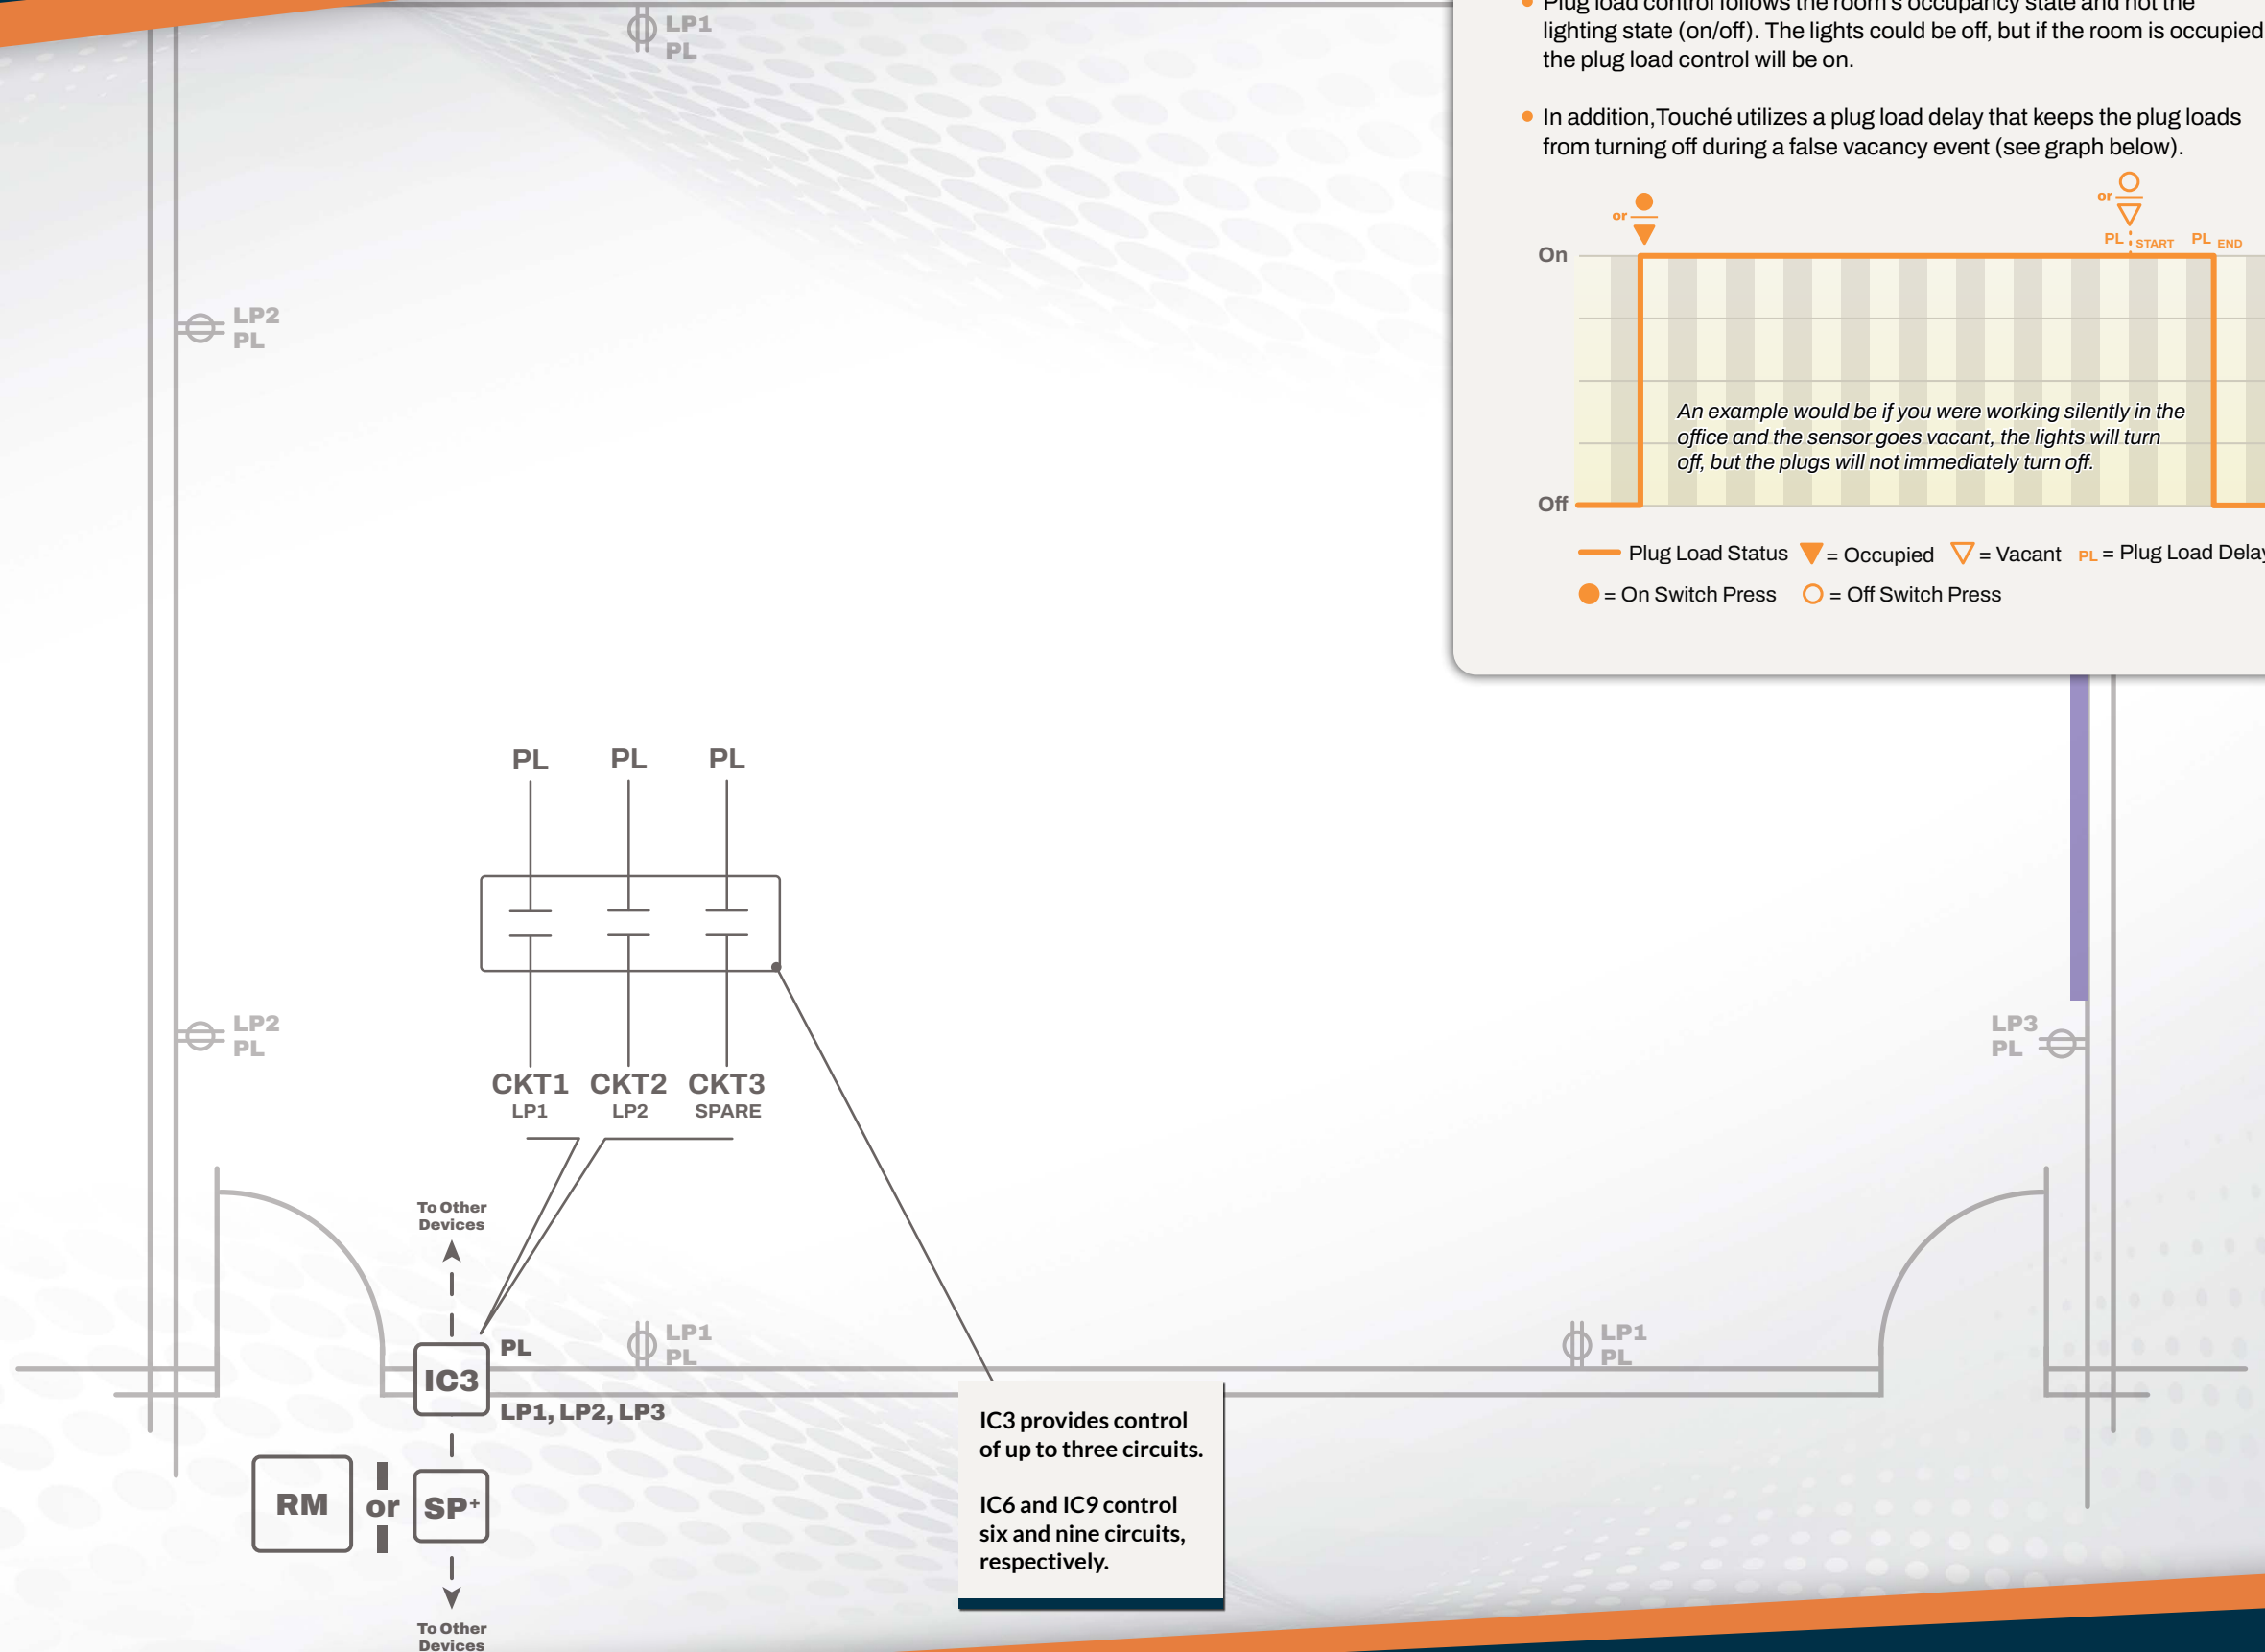 Plug load control follows the room's occupancy state and not the
lighting state (on/off). The lights could be off, but if the room is occupied
the plug load control will be on.
In addition,Touché utilizes a plug load delay that keeps the plug loads
from turning off during a false vacancy event (see graph below).
or
or
PL START PL END
On
An example would be if you were working silently in the
office and the sensor goes vacant, the lights will turn
off, but the plugs will not immediately turn off.
Off
Plug Load Status = Occupied = Vacant PL = Plug Load Delay
= On Switch Press = Off Switch Press
LP1
PL
LP2
PL
PL PL PL
LP2
PL
LP3
PL
CKT1 CKT2 CKT3
LP1 LP2 SPARE
To Other
Devices
PL
IC3
LP1, LP2, LP3
LP1
PL
LP1
PL
RM or SP+
To Other
Devices
IC3 provides control
of up to three circuits.
IC6 and IC9 control
six and nine circuits,
respectively.